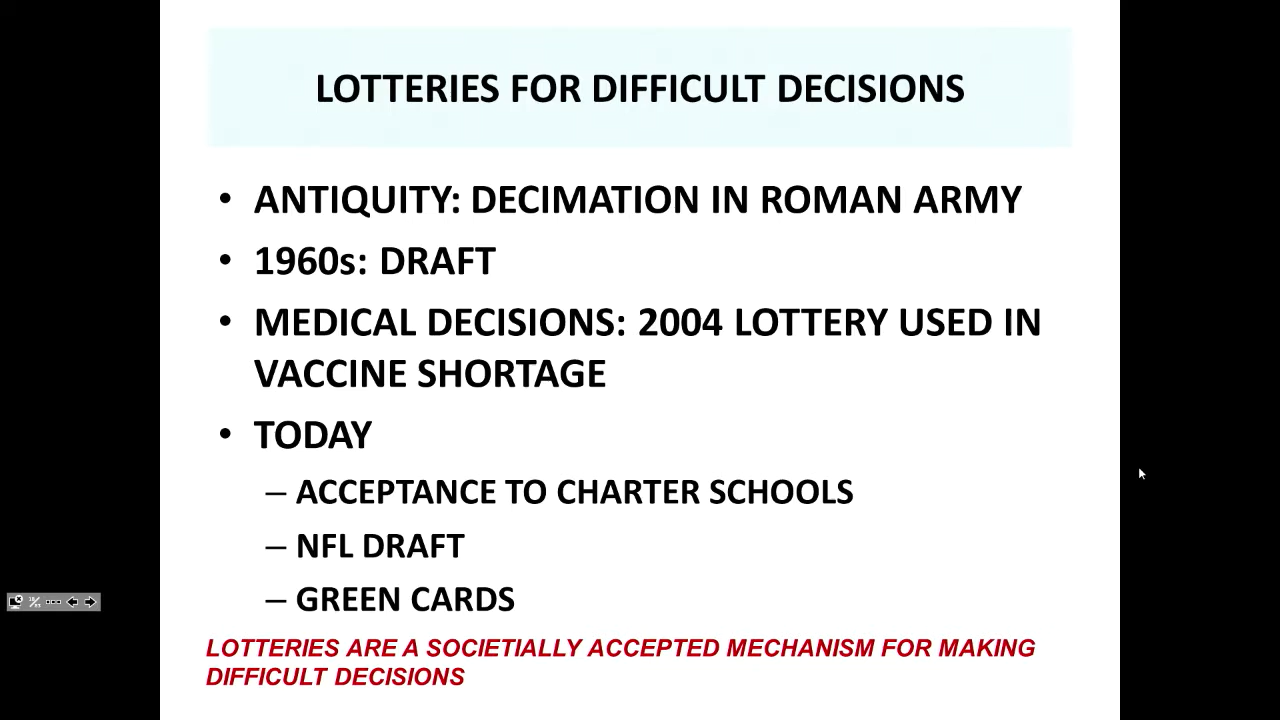 LOTTERIES FOR DIFFICULT DECISIONS
• ANTIQUITY: DECIMATION IN ROMAN ARMY
• 1960s: DRAFT
• MEDICAL DECISIONS: 2004 LOTTERY USED IN
VACCINE SHORTAGE
• TODAY
– ACCEPTANCE TO CHARTER SCHOOLS
– NFL DRAFT
– GREEN CARDS
LOTTERIES ARE A SOCIETIALLY ACCEPTED MECHANISM FOR MAKING
DIFFICULT DECISIONS